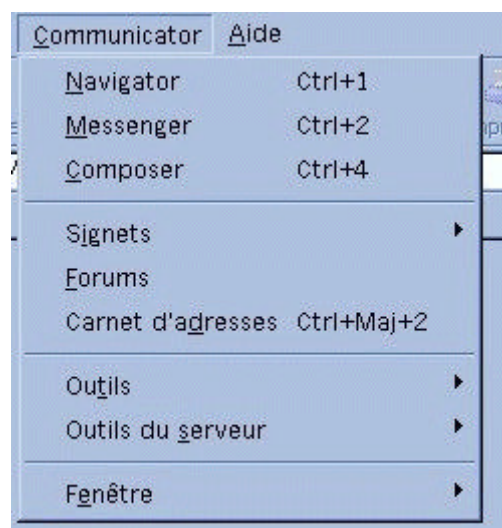 Communicator Aide
Navigator Ctrl+1
Messenger Ctrl+2
Composer Ctrl+4
Signets
Forums
Carnet d'adresses Ctrl+Maj+2
Outils
Outils du serveur
Fenêtre